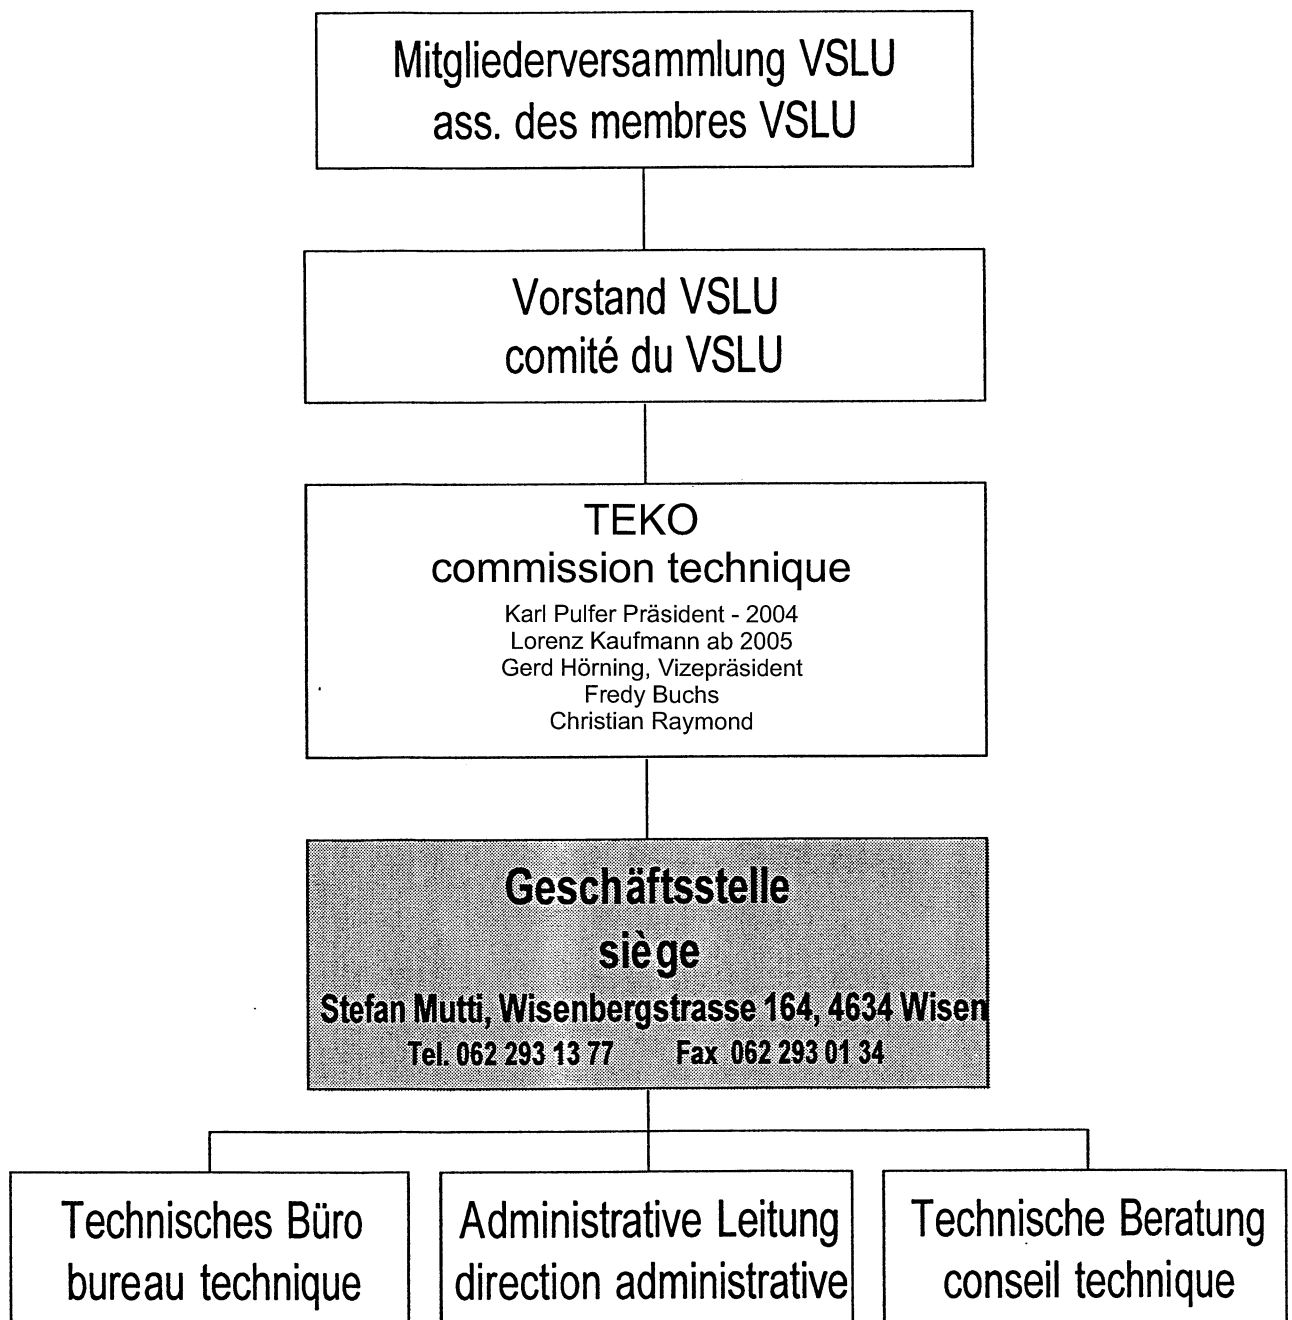 Mitgliederversammlung VSLU
ass. des membres VSLU
Vorstand VSLU
comité du VSLU
TEKO
commission technique
Karl Pulfer Präsident - 2004
Lorenz Kaufmann ab 2005
Gerd Hörning, Vizepräsident
Fredy Buchs
Christian Raymond
Geschäftsstelle
siège
Stefan Mutti, Wisenbergstrasse 164, 4634 Wisen
Tel. 062 293 13 77 Fax 062 293 01 34
Technisches Büro
bureau technique
Administrative Leitung
direction administrative
Technische Beratung
conseil technique